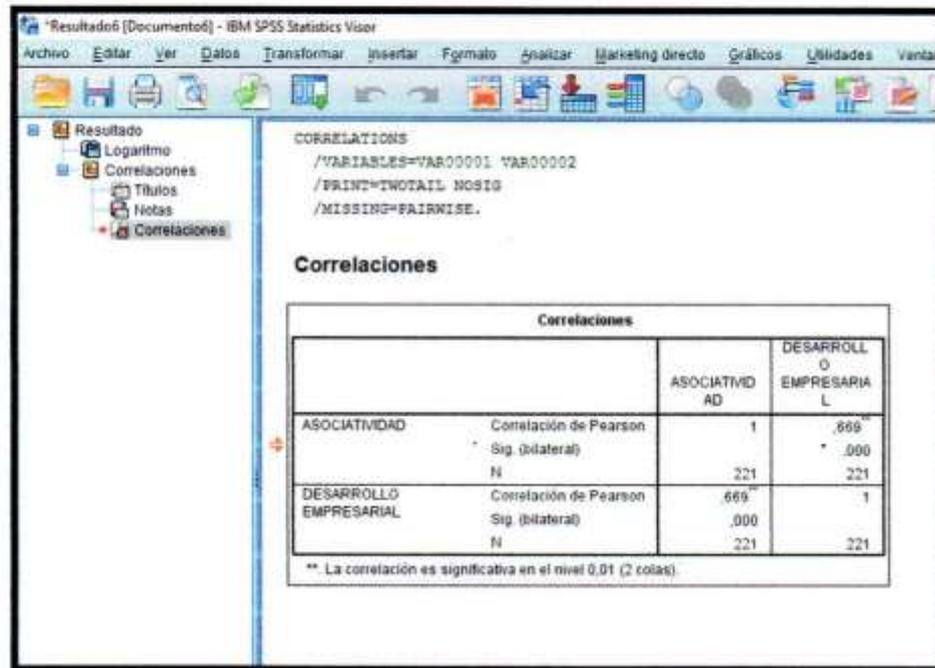 *Resultado6 [Documento6] - IBM SPSS Statistics Visor
Archivo Editar Ver Datos Transformar Insertar Formato Analizar Marketing directo Gráficos Utilidades Ventan
Resultado
Logaritmo
Correlaciones
Títulos
Notas
Correlaciones
CORRELATIONS
/VARIABLES=VAR00001 VAR00002
/PRINT=TWOTAIL NOSIG
/MISSING=PAIRWISE.
Correlaciones
Correlaciones
ASOCIATIVID
AD
DESARROLL
O
EMPRESARIA
L
ASOCIATIVIDAD Correlación de Pearson 1 ,669**
Sig. (bilateral) ,000
N 221 221
DESARROLLO
EMPRESARIAL
Correlación de Pearson ,669** 1
Sig. (bilateral) ,000
N 221 221
**. La correlación es significativa en el nivel 0,01 (2 colas).